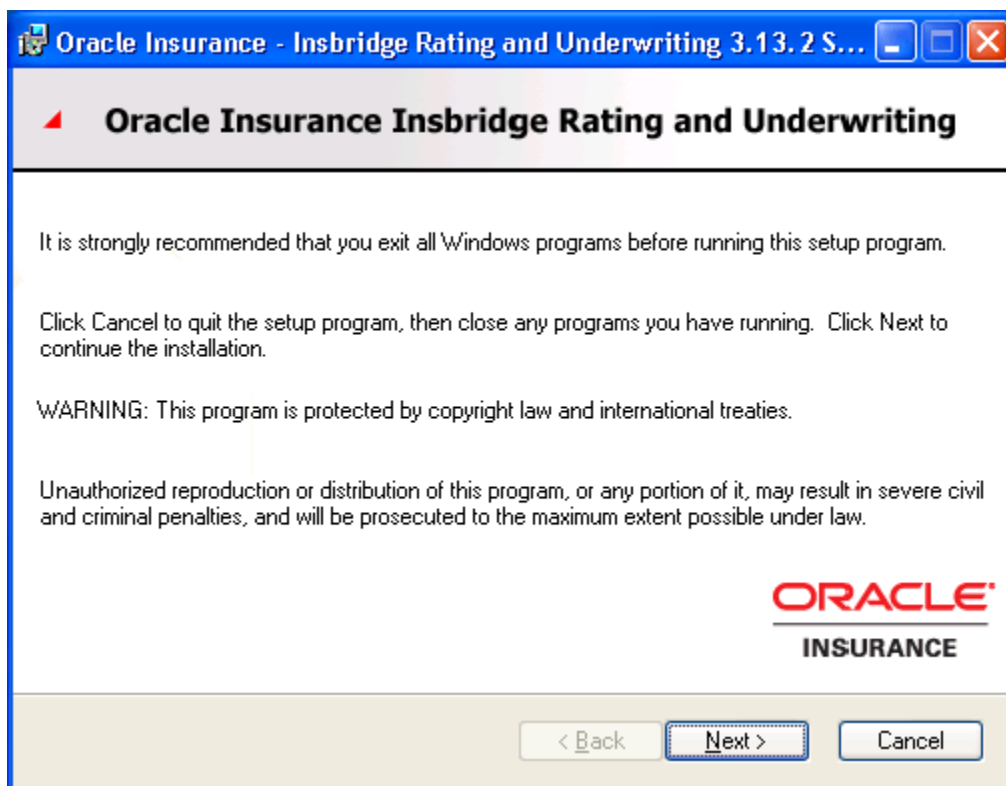 Oracle Insurance - Insbridge Rating and Underwriting 3.13.2 S...
Oracle Insurance Insbridge Rating and Underwriting
It is strongly recommended that you exit all Windows programs before running this setup program.
Click Cancel to quit the setup program, then close any programs you have running.  Click Next to
continue the installation.
WARNING: This program is protected by copyright law and international treaties.
Unauthorized reproduction or distribution of this program, or any portion of it, may result in severe civil
and criminal penalties, and will be prosecuted to the maximum extent possible under law.
ORACLE
INSURANCE
< Back
Next >
Cancel